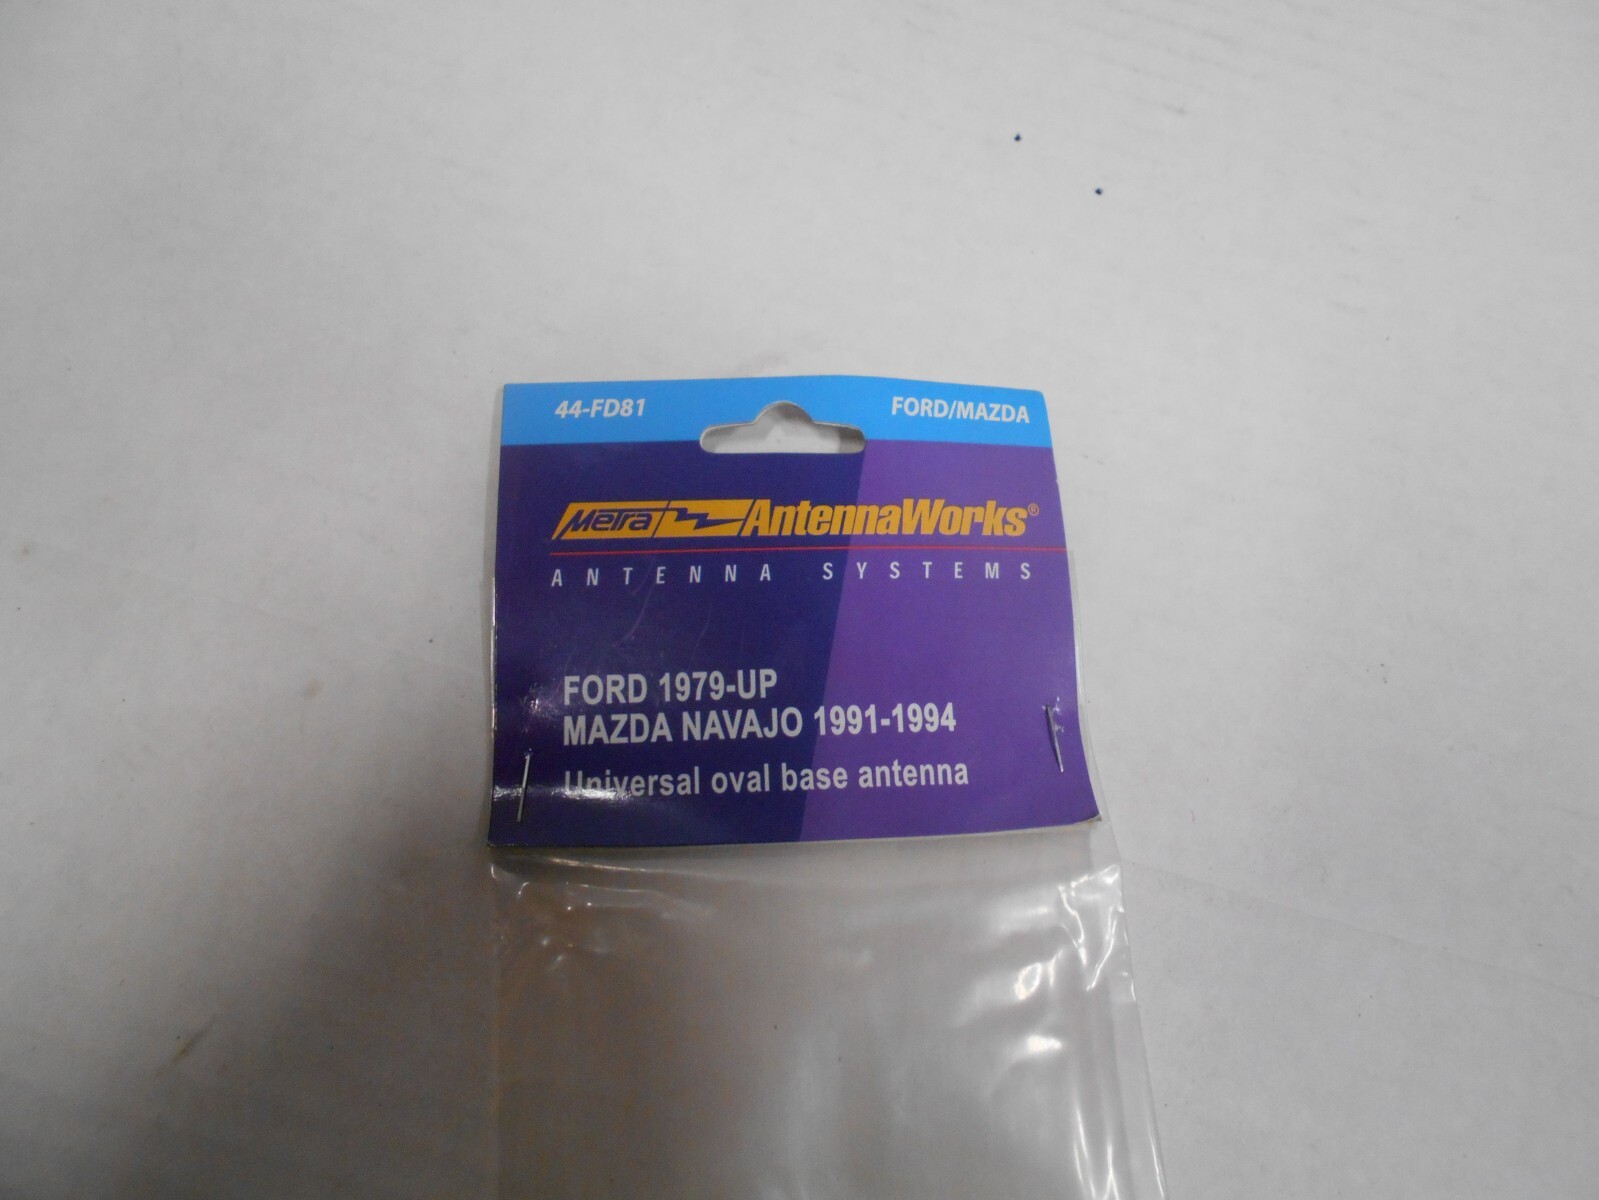 44-FD81 FORD/MAZDA
Metra AntennaWorks®
ANTENNA SYSTEMS
FORD 1979-UP
MAZDA NAVAJO 1991-1994
Universal oval base antenna